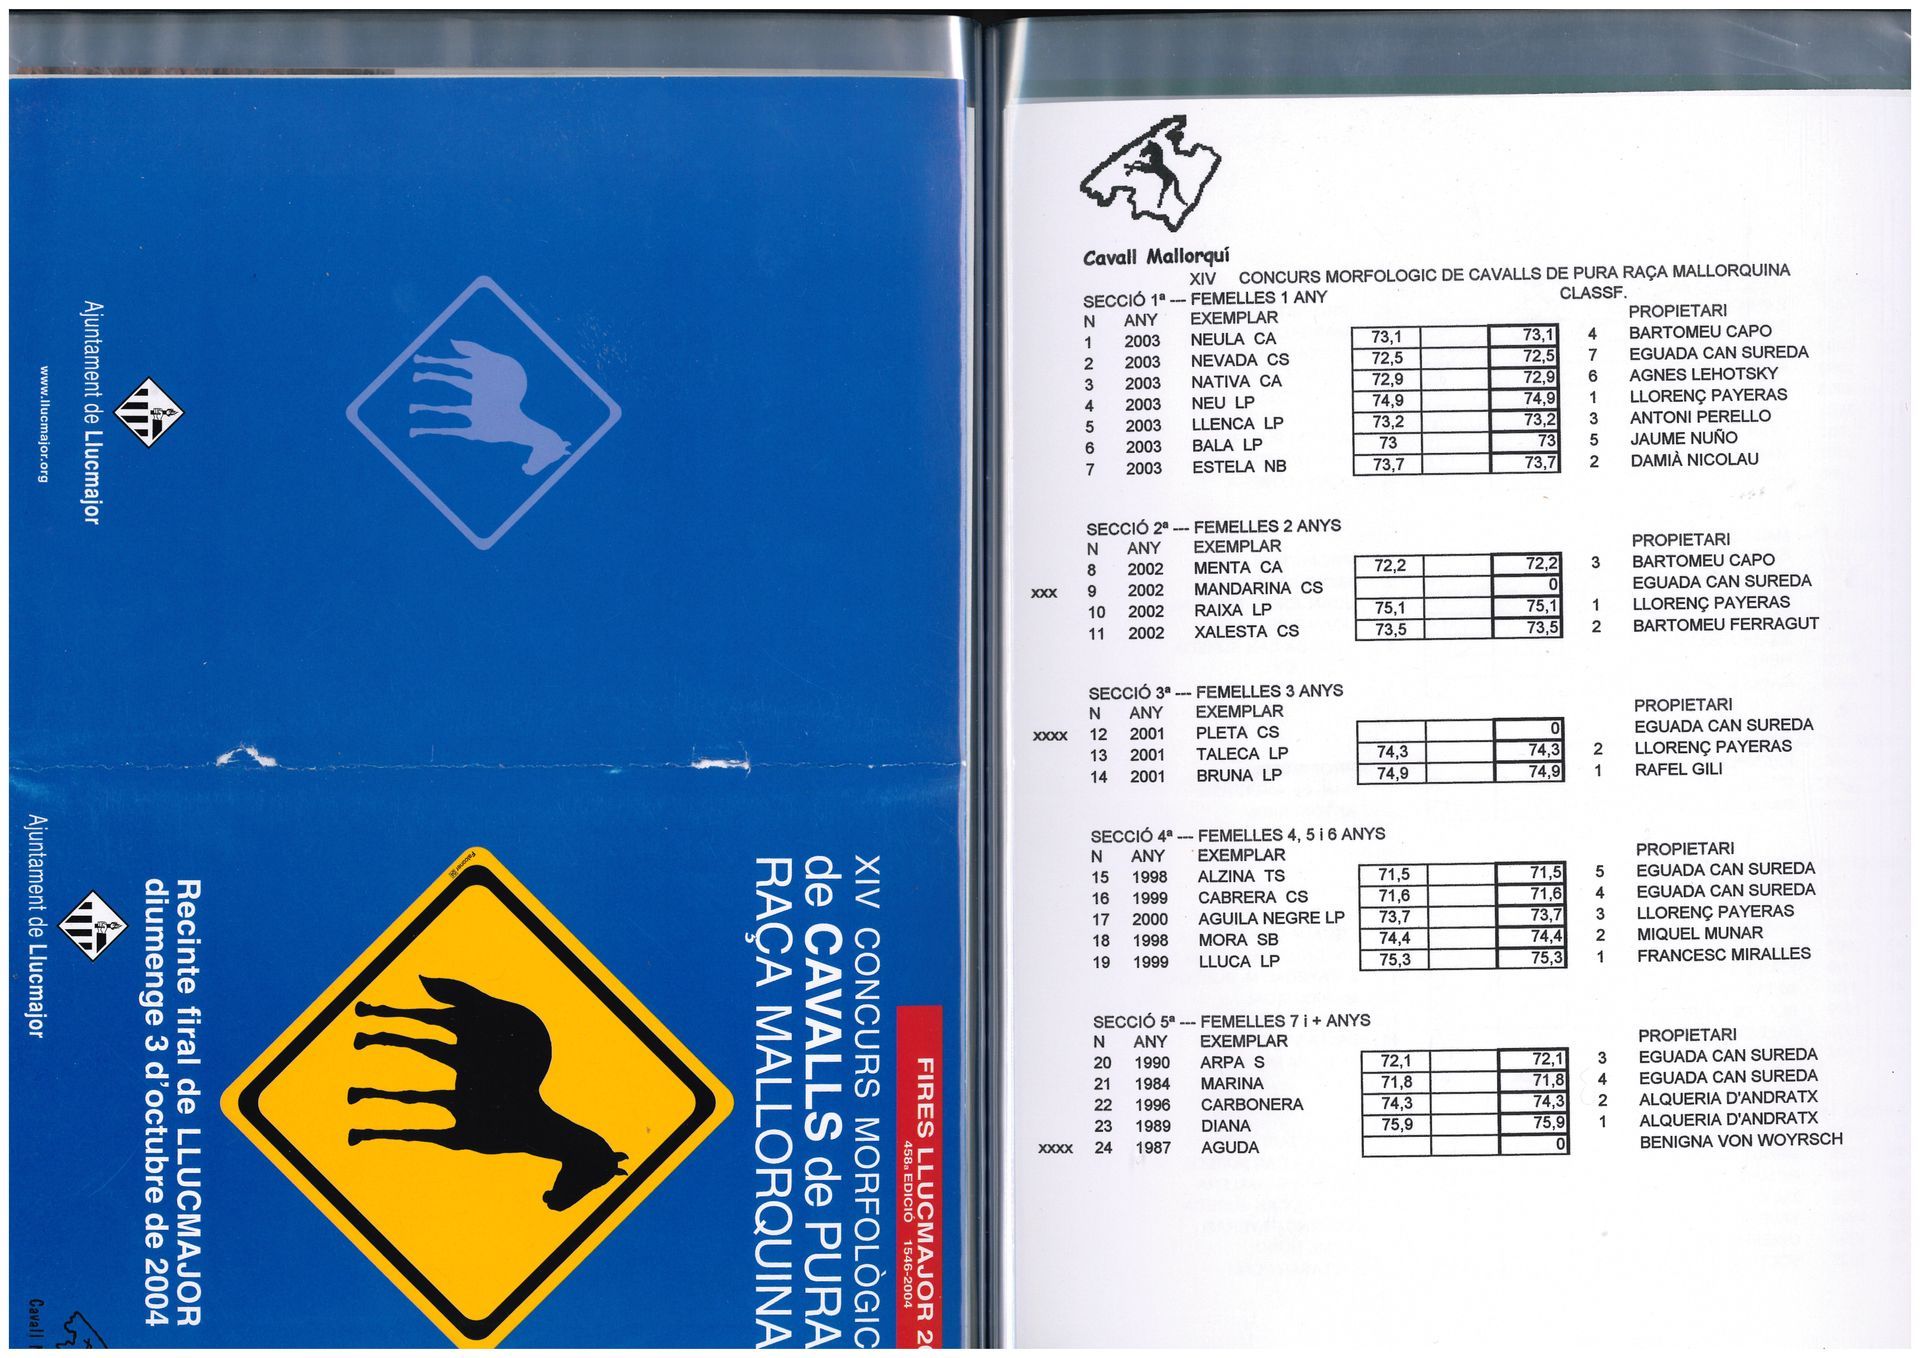 Ajuntament de Llucmajor
www.llucmajor.org
FIRES LLUCMAJOR
458a EDICIÓ 1546-2004
XIV CONCURS MORFOLÒGIC
de CAVALLS de PURA
RAÇA MALLORQUINA
Recinte firal de LLUCMAJOR
diumenge 3 d'octubre de 2004
Ajuntament de Llucmajor
Cavall
Cavall Mallorquí
XIV CONCURS MORFOLOGIC DE CAVALLS DE PURA RAÇA MALLORQUINA
SECCIÓ 1ª --- FEMELLES 1 ANY CLASSF.
N ANY EXEMPLAR PROPIETARI
1 2003 NEULA CA 73,1 73,1 4 BARTOMEU CAPO
2 2003 NEVADA CS 72,5 72,5 7 EGUADA CAN SUREDA
3 2003 NATIVA CA 72,9 72,9 6 AGNES LEHOTSKY
4 2003 NEU LP 74,9 74,9 1 LLORENÇ PAYERAS
5 2003 LLENCA LP 73,2 73,2 3 ANTONI PERELLO
6 2003 BALA LP 73 73 5 JAUME NUÑO
7 2003 ESTELA NB 73,7 73,7 2 DAMIÀ NICOLAU
SECCIÓ 2ª --- FEMELLES 2 ANYS
N ANY EXEMPLAR PROPIETARI
8 2002 MENTA CA 72,2 72,2 3 BARTOMEU CAPO
xxx 9 2002 MANDARINA CS 0 EGUADA CAN SUREDA
10 2002 RAIXA LP 75,1 75,1 1 LLORENÇ PAYERAS
11 2002 XALESTA CS 73,5 73,5 2 BARTOMEU FERRAGUT
SECCIÓ 3ª --- FEMELLES 3 ANYS
N ANY EXEMPLAR PROPIETARI
xxxx 12 2001 PLETA CS 0 EGUADA CAN SUREDA
13 2001 TALECA LP 74,3 74,3 2 LLORENÇ PAYERAS
14 2001 BRUNA LP 74,9 74,9 1 RAFEL GILI
SECCIÓ 4ª --- FEMELLES 4, 5 i 6 ANYS
N ANY EXEMPLAR PROPIETARI
15 1998 ALZINA TS 71,5 71,5 5 EGUADA CAN SUREDA
16 1999 CABRERA CS 71,6 71,6 4 EGUADA CAN SUREDA
17 2000 AGUILA NEGRE LP 73,7 73,7 3 LLORENÇ PAYERAS
18 1998 MORA SB 74,4 74,4 2 MIQUEL MUNAR
19 1999 LLUCA LP 75,3 75,3 1 FRANCESC MIRALLES
SECCIÓ 5ª --- FEMELLES 7 i + ANYS
N ANY EXEMPLAR PROPIETARI
20 1990 ARPA S 72,1 72,1 3 EGUADA CAN SUREDA
21 1984 MARINA 71,8 71,8 4 EGUADA CAN SUREDA
22 1996 CARBONERA 74,3 74,3 2 ALQUERIA D'ANDRATX
23 1989 DIANA 75,9 75,9 1 ALQUERIA D'ANDRATX
xxxx 24 1987 AGUDA 0 BENIGNA VON WOYRSCH